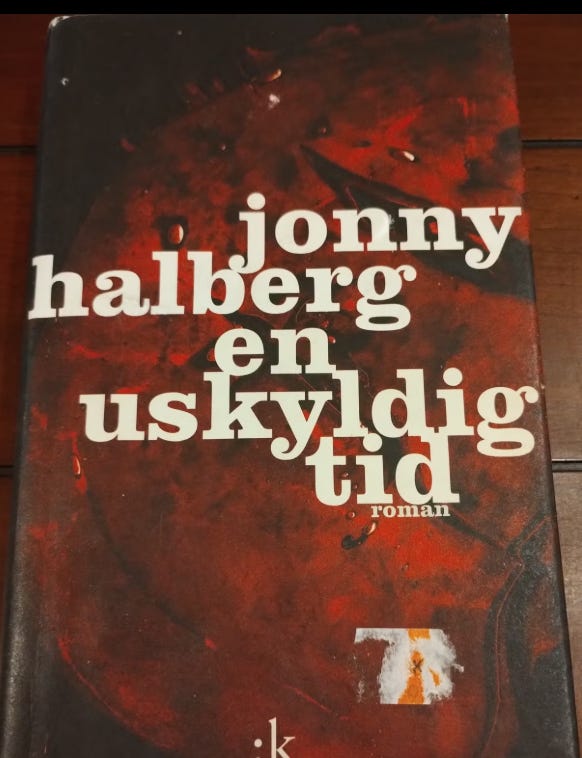 jonny
halberg
en
uskyldig
tid
roman
:k